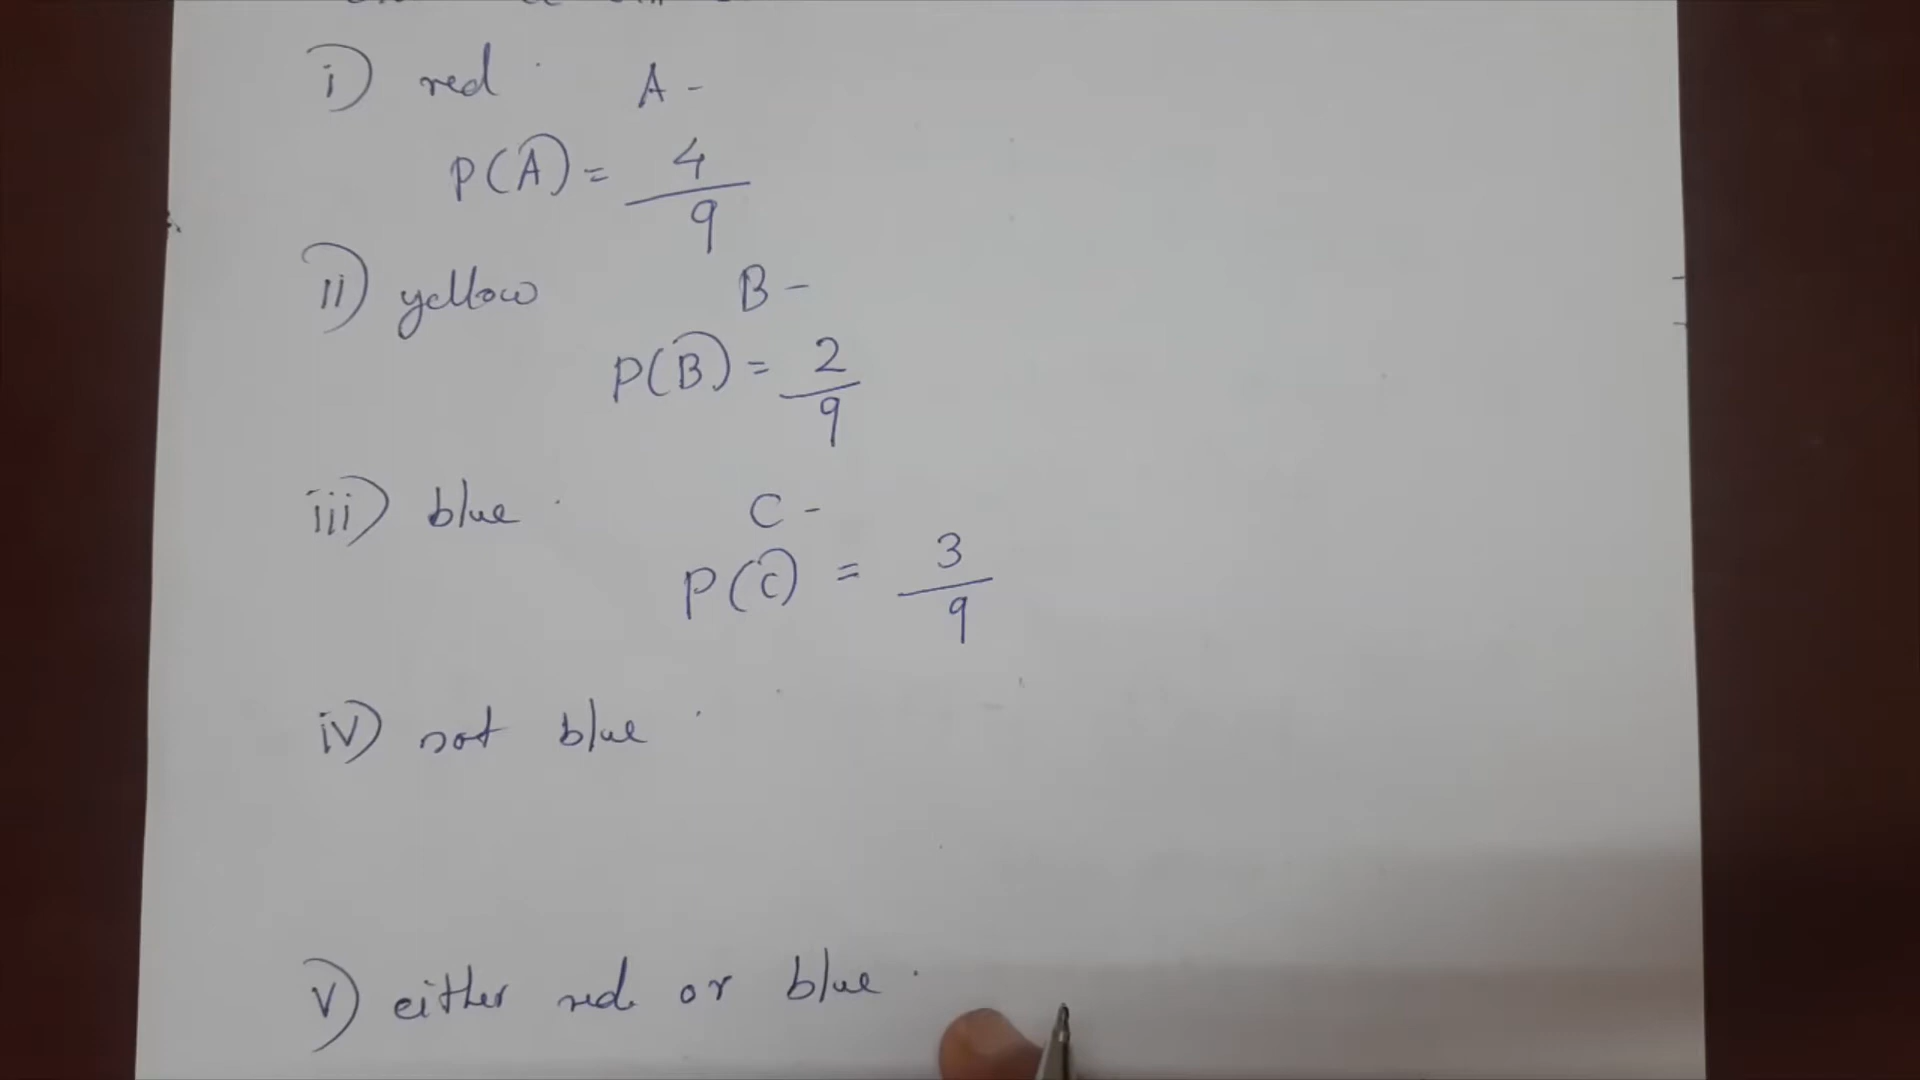 i) red. A -
P(A) = 4/9
ii) yellow B -
P(B) = 2/9
iii) blue. C -
P(C) = 3/9
iv) not blue.
v) either red or blue.